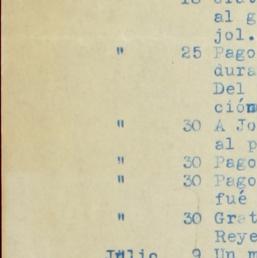 al g
jol.
" 25 Pago
dura
Del
ción
" 30 A Jo
al p
" 30 Pago
" 30 Pago
fué
" 30 Grat
Reye
Julio 9 Un m